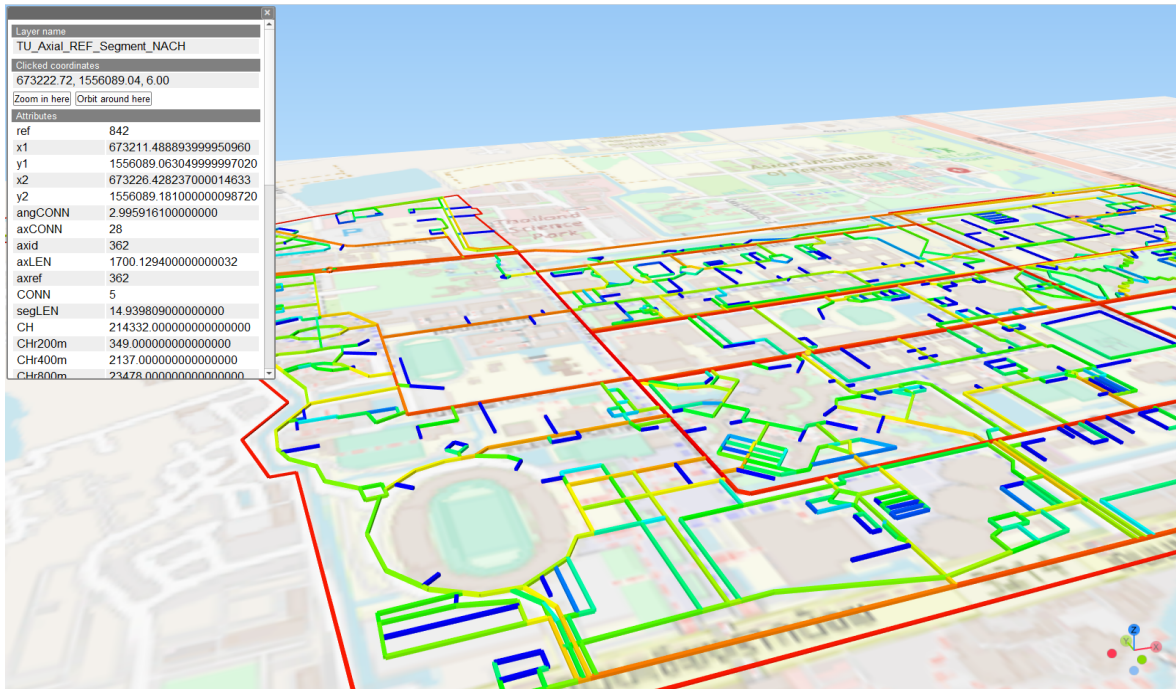 Layer name
TU_Axial_REF_Segment_NACH
Clicked coordinates
673222.72, 1556089.04, 6.00
Zoom in here Orbit around here
Attributes
ref 842
x1 673211.488893999950960
y1 1556089.063049999997020
x2 673226.428237000014633
y2 1556089.181000000098720
angCONN 2.995916100000000
axCONN 28
axid 362
axLEN 1700.129400000000032
axref 362
CONN 5
segLEN 14.939809000000000
CH 214332.000000000000000
CHr200m 349.000000000000000
CHr400m 2137.000000000000000
CHr800m 23478.000000000000000
Asian Institute
of Technology
Thailand
Science
Park
P
Z
Y
X